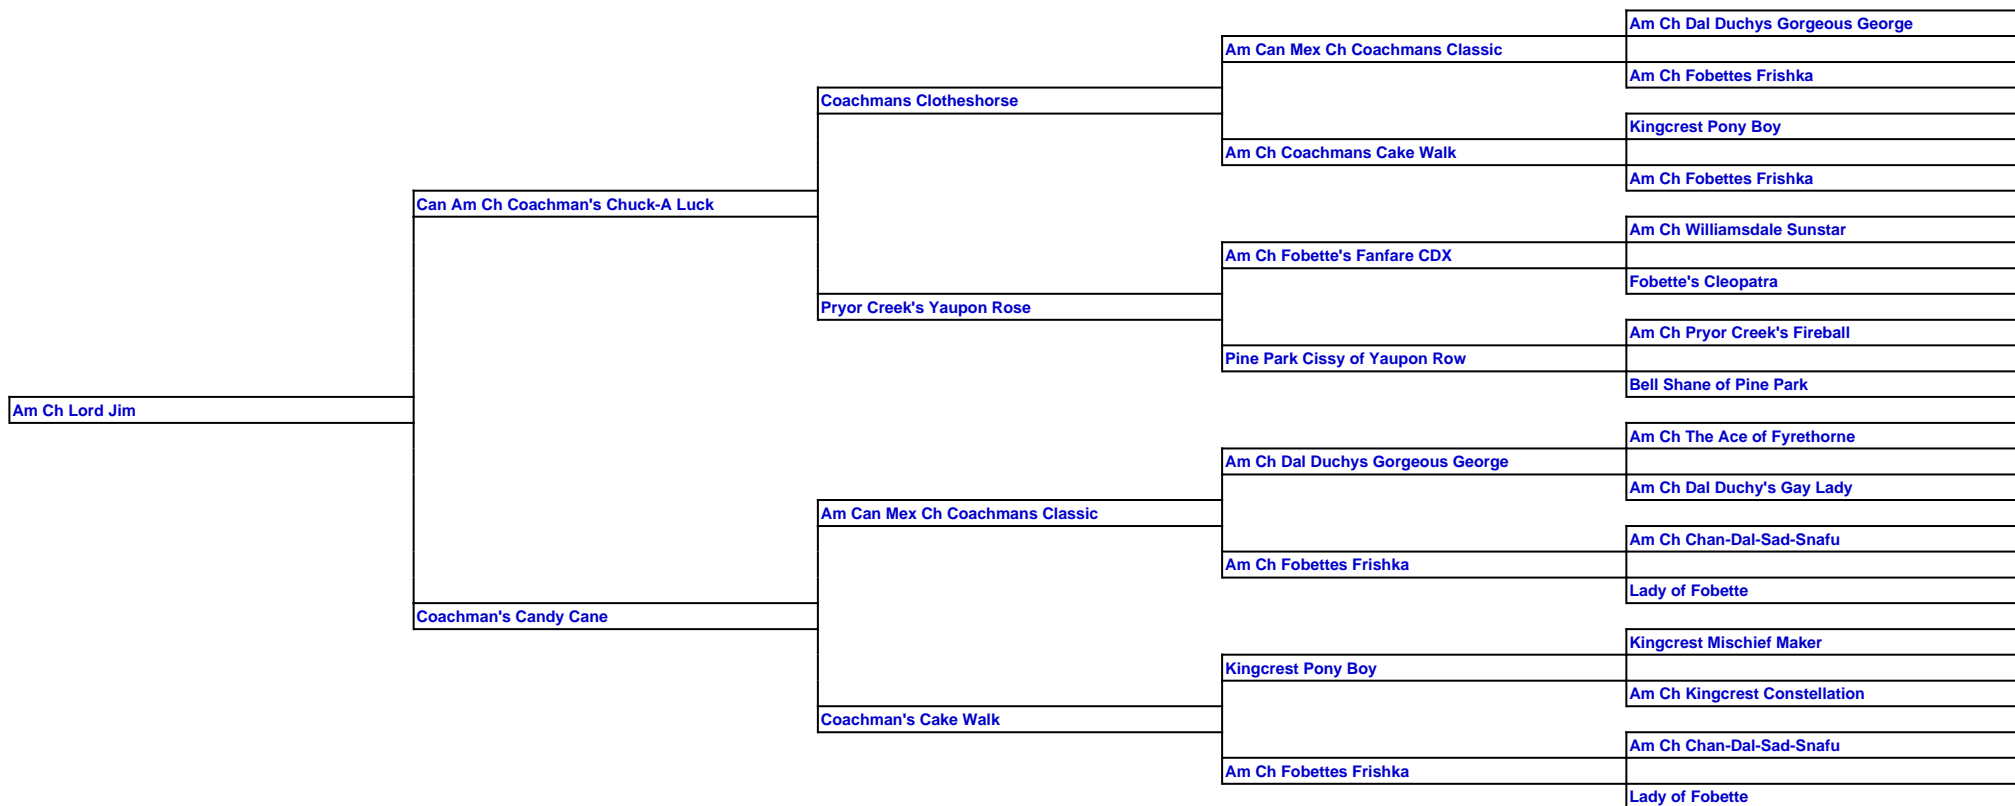 Am Ch Dal Duchys Gorgeous George
Am Can Mex Ch Coachmans Classic
Am Ch Fobettes Frishka
Coachmans Clotheshorse
Kingcrest Pony Boy
Am Ch Coachmans Cake Walk
Am Ch Fobettes Frishka
Can Am Ch Coachman's Chuck-A Luck
Am Ch Williamsdale Sunstar
Am Ch Fobette's Fanfare CDX
Fobette's Cleopatra
Pryor Creek's Yaupon Rose
Am Ch Pryor Creek's Fireball
Pine Park Cissy of Yaupon Row
Bell Shane of Pine Park
Am Ch Lord Jim
Am Ch The Ace of Fyrethorne
Am Ch Dal Duchys Gorgeous George
Am Ch Dal Duchy's Gay Lady
Am Can Mex Ch Coachmans Classic
Am Ch Chan-Dal-Sad-Snafu
Am Ch Fobettes Frishka
Lady of Fobette
Coachman's Candy Cane
Kingcrest Mischief Maker
Kingcrest Pony Boy
Am Ch Kingcrest Constellation
Coachman's Cake Walk
Am Ch Chan-Dal-Sad-Snafu
Am Ch Fobettes Frishka
Lady of Fobette